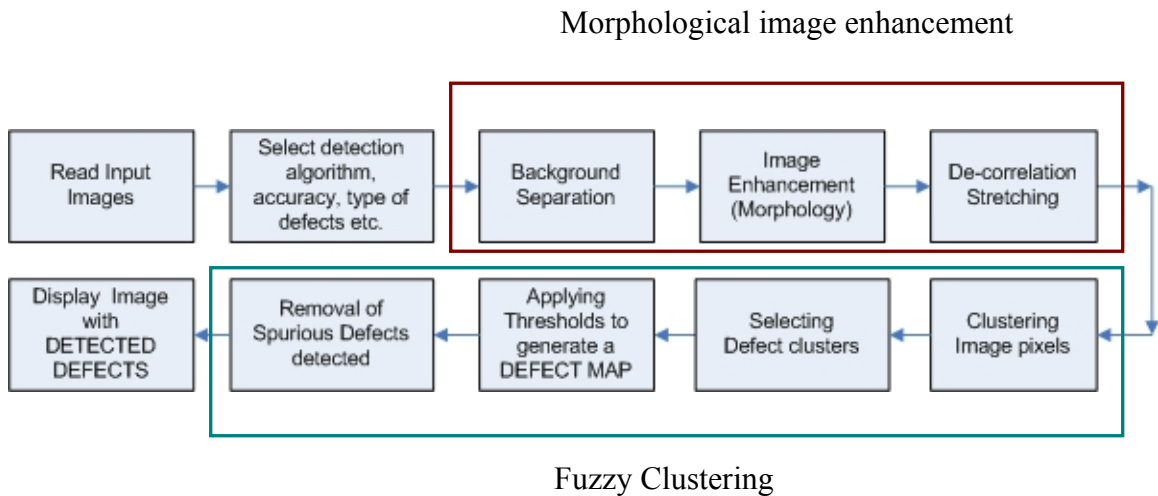 Morphological image enhancement
Read Input
Images
Select detection
algorithm,
accuracy, type of
defects etc.
Background
Separation
Image
Enhancement
(Morphology)
De-correlation
Stretching
Clustering
Image pixels
Selecting
Defect clusters
Applying
Thresholds to
generate a
DEFECT MAP
Removal of
Spurious Defects
detected
Display Image
with
DETECTED
DEFECTS
Fuzzy Clustering